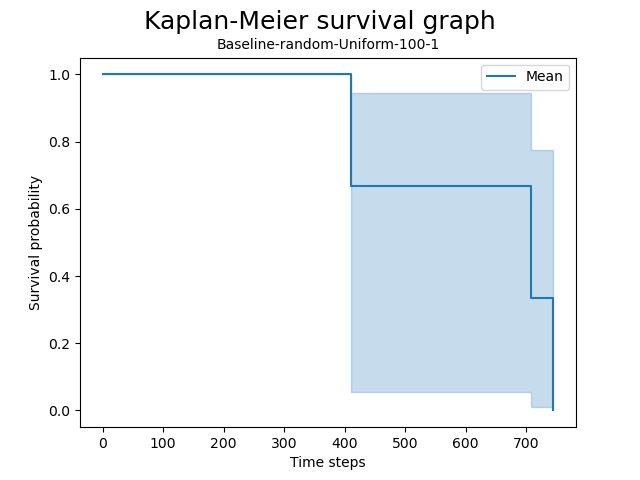 Kaplan-Meier survival graph
Baseline-random-Uniform-100-1
Mean
1.0
0.8
0.6
0.4
0.2
0.0
Survival probability
0 100 200 300 400 500 600 700
Time steps